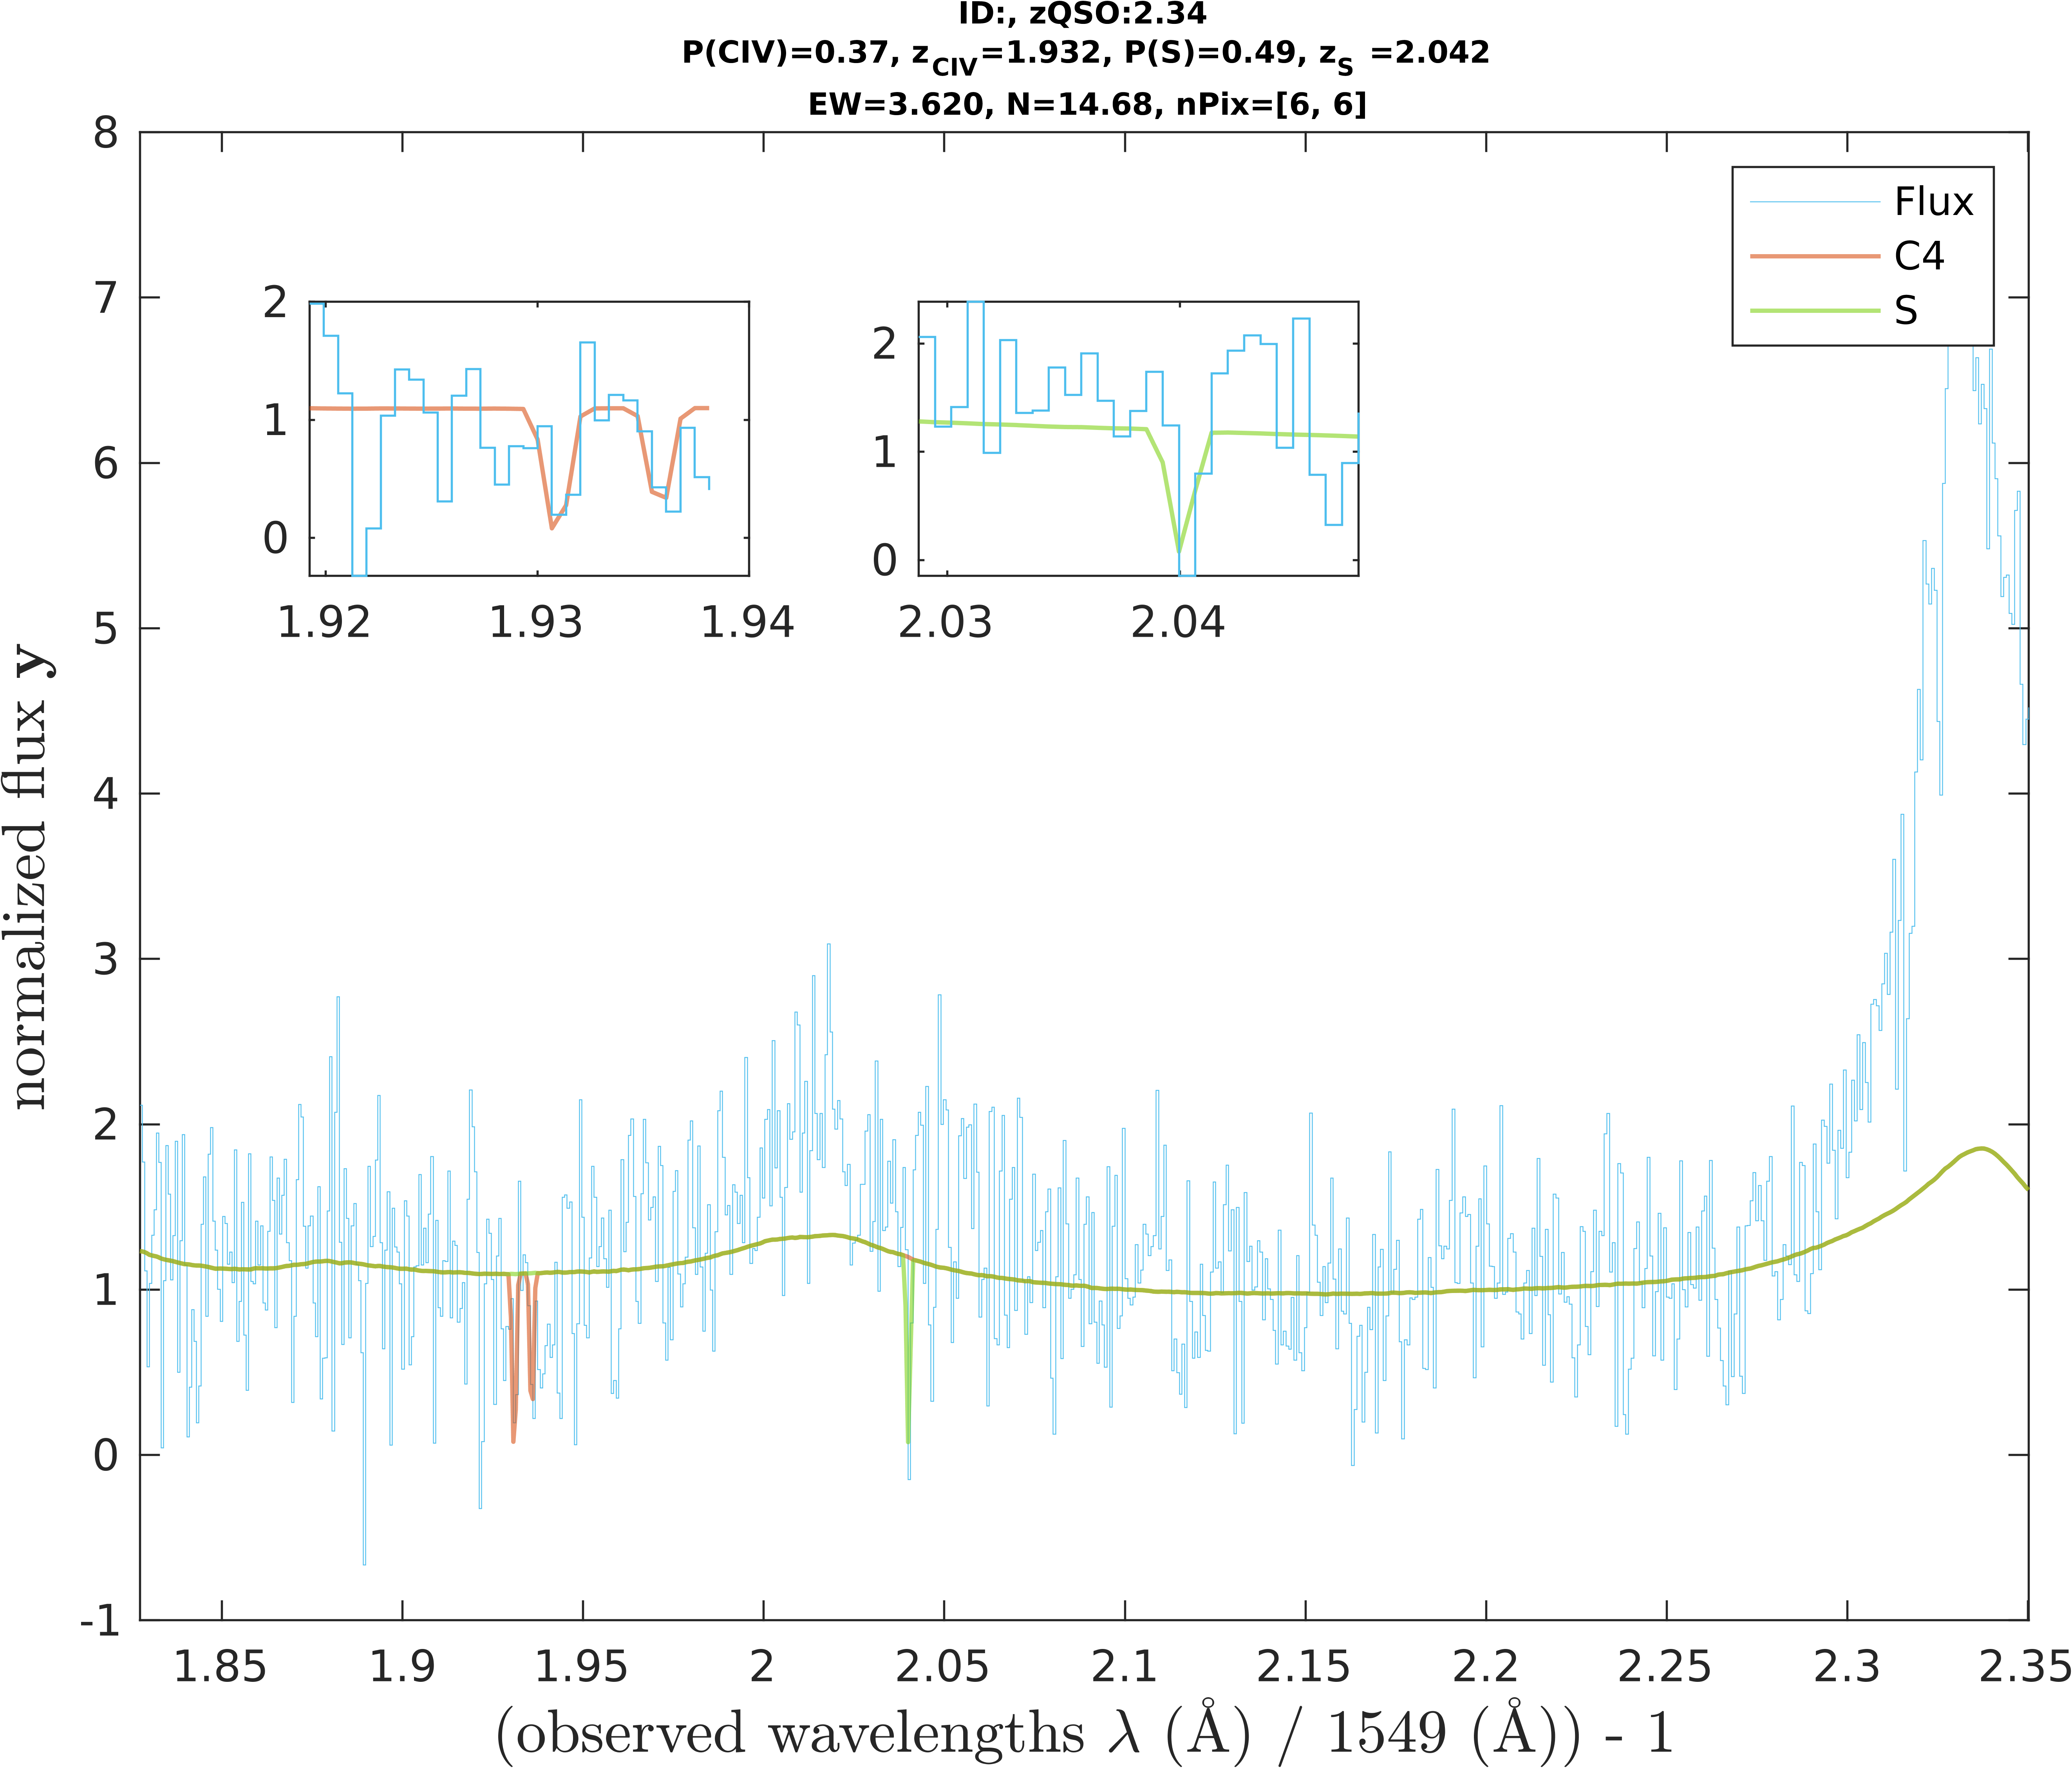 ID:, zQSO:2.34
P(CIV)=0.37, z_CIV=1.932, P(S)=0.49, z_S =2.042
EW=3.620, N=14.68, nPix=[6, 6]
8
7
6
5
4
3
2
1
0
-1
normalized flux y
Flux
C4
S
2
1
0
1.92 1.93 1.94
2
1
0
2.03 2.04
1.85 1.9 1.95 2 2.05 2.1 2.15 2.2 2.25 2.3 2.35
(observed wavelengths λ (Å) / 1549 (Å)) - 1